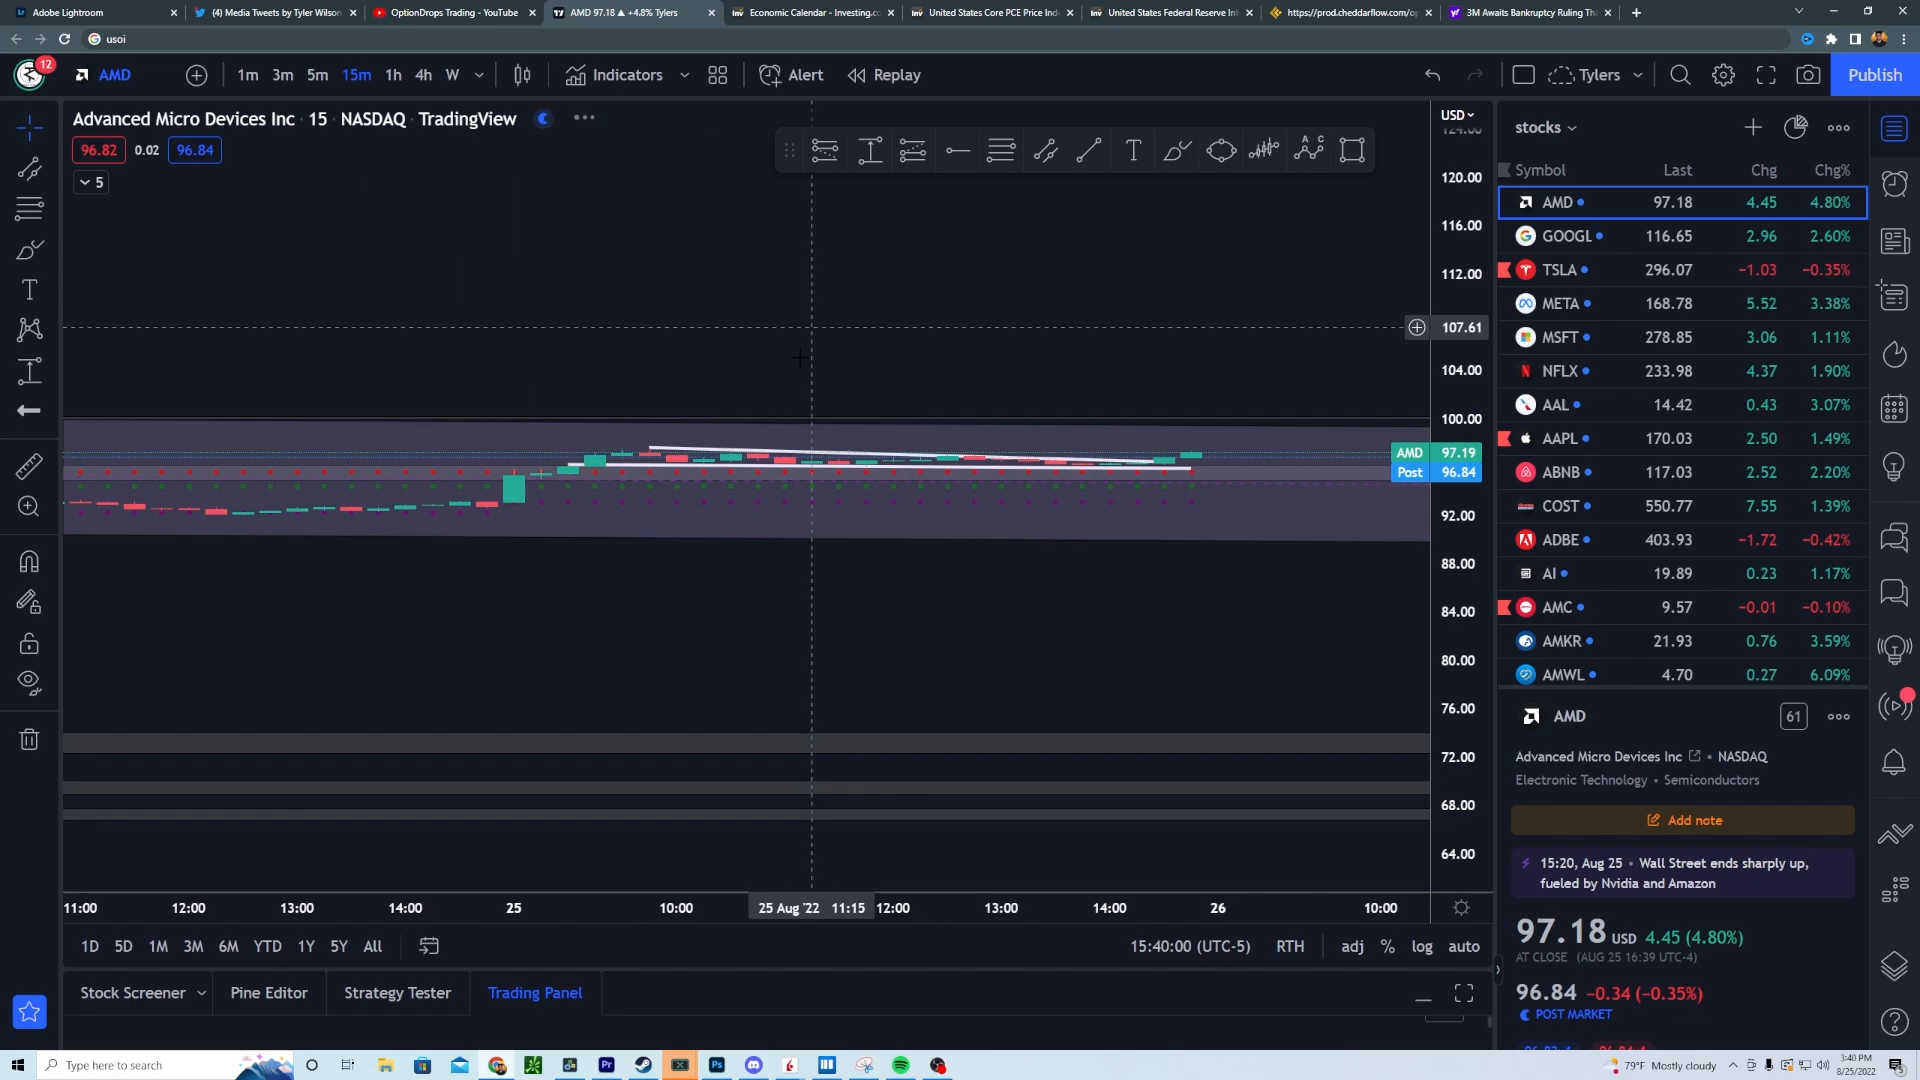 Adobe Lightroom
(4) Media Tweets by Tyler Wilson
OptionDrops Trading - YouTube
AMD 97.18 ▲ +4.8% Tylers
Economic Calendar - Investing.co
United States Core PCE Price Ind
United States Federal Reserve Int
https://prod.cheddarflow.com/op
3M Awaits Bankruptcy Ruling Tha
usoi
12
AMD
1m 3m 5m 15m 1h 4h W
Indicators
Alert
Replay
Tylers
Publish
Advanced Micro Devices Inc · 15 · NASDAQ · TradingView
96.82 0.02 96.84
5
USD
124.00
120.00
116.00
112.00
107.61
104.00
100.00
AMD 97.19
Post 96.84
92.00
88.00
84.00
80.00
76.00
72.00
68.00
64.00
11:00 12:00 13:00 14:00 25 10:00 25 Aug '22 11:15 12:00 13:00 14:00 26 10:00
1D 5D 1M 3M 6M YTD 1Y 5Y All
15:40:00 (UTC-5) RTH adj % log auto
Stock Screener Pine Editor Strategy Tester Trading Panel
stocks
Symbol Last Chg Chg%
AMD 97.18 4.45 4.80%
GOOGL 116.65 2.96 2.60%
TSLA 296.07 −1.03 −0.35%
META 168.78 5.52 3.38%
MSFT 278.85 3.06 1.11%
NFLX 233.98 4.37 1.90%
AAL 14.42 0.43 3.07%
AAPL 170.03 2.50 1.49%
ABNB 117.03 2.52 2.20%
COST 550.77 7.55 1.39%
ADBE 403.93 −1.72 −0.42%
AI 19.89 0.23 1.17%
AMC 9.57 −0.01 −0.10%
AMKR 21.93 0.76 3.59%
AMWL 4.70 0.27 6.09%
AMD
61
Advanced Micro Devices Inc • NASDAQ
Electronic Technology • Semiconductors
Add note
15:20, Aug 25 • Wall Street ends sharply up,
fueled by Nvidia and Amazon
97.18 USD 4.45 (4.80%)
AT CLOSE (AUG 25 16:39 UTC-4)
96.84 −0.34 (−0.35%)
POST MARKET
Type here to search
79°F Mostly cloudy
3:40 PM
8/25/2022